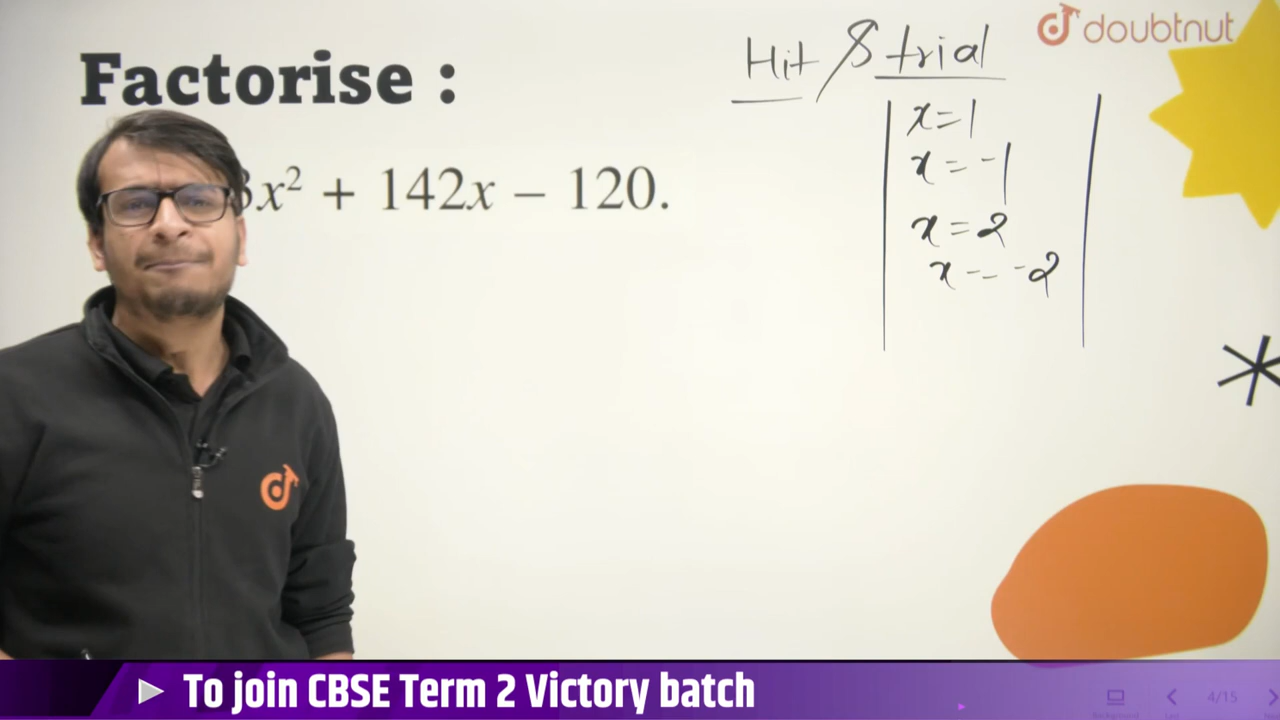 Factorise :
3x² + 142x − 120.
Hit & trial
x=1
x=-1
x=2
x=-2
doubtnut
To join CBSE Term 2 Victory batch
4/15